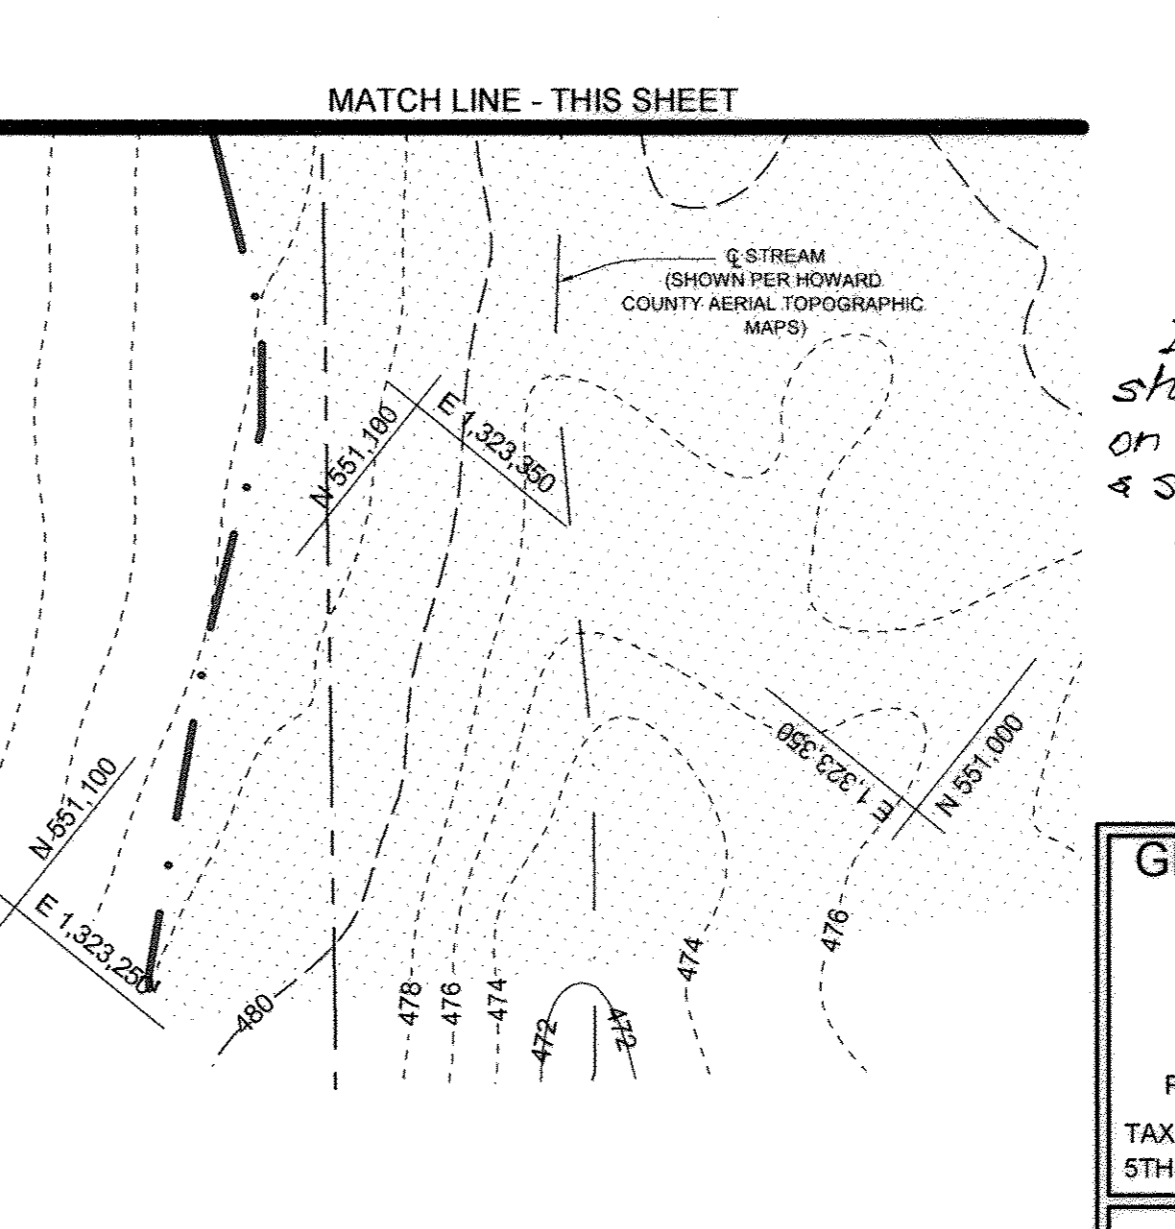 MATCH LINE - THIS SHEET
℄ STREAM
(SHOWN PER HOWARD
COUNTY AERIAL TOPOGRAPHIC
MAPS)
N 551,100
E 1,323,350
on
&
E 1,323,350
N 551,000
N 551,100
E 1,323,250
480
478
476
474
472
472
474
476
TAX
5TH